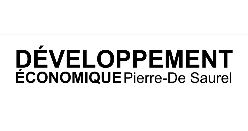 DÉVELOPPEMENT
ÉCONOMIQUE Pierre-De Saurel